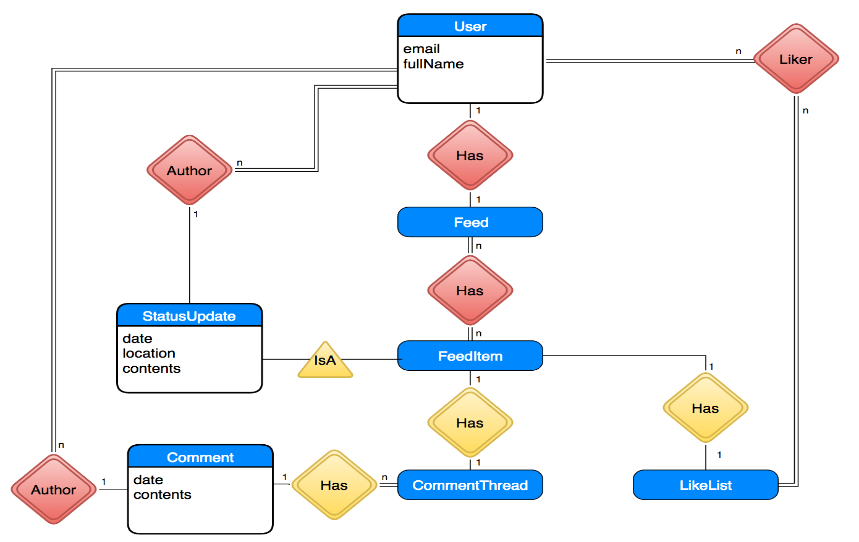 User
email
fullName
n
Liker
n
1
Has
1
Author
n
1
Feed
n
Has
n
StatusUpdate
date
location
contents
IsA
FeedItem
1
Has
1
1
Has
1
n
Author
1
Comment
date
contents
1
Has
n
CommentThread
LikeList